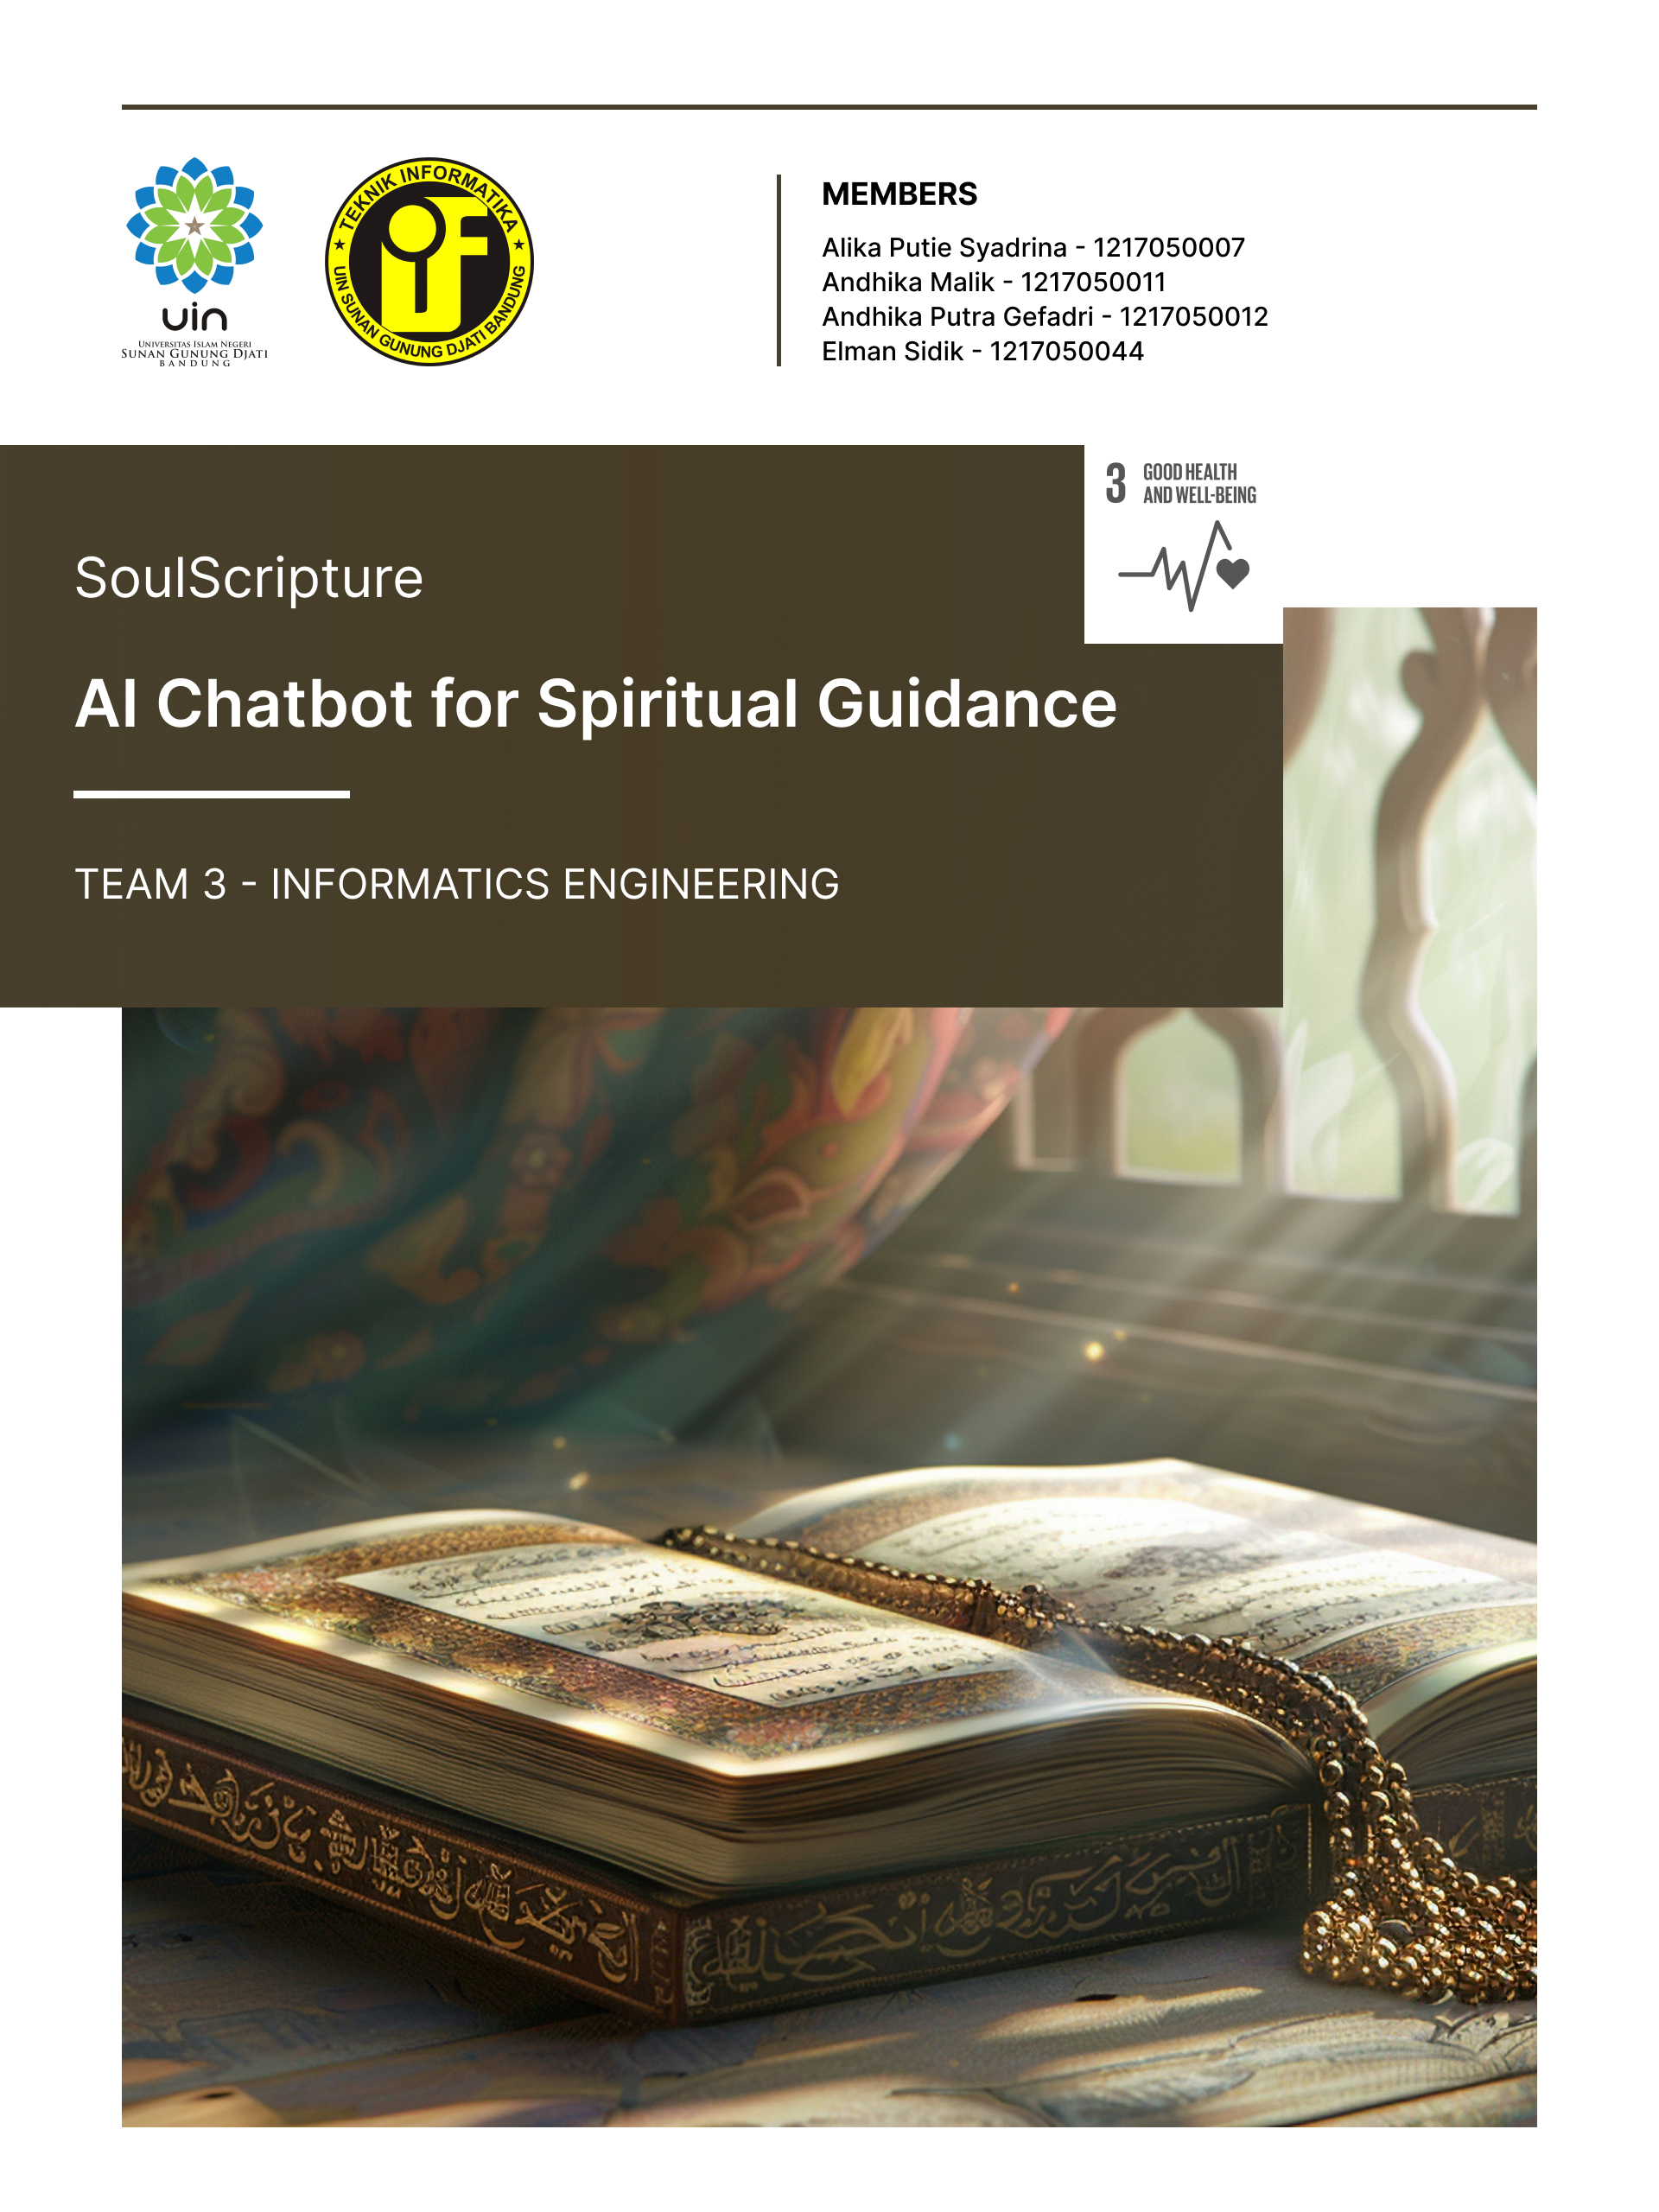 uin
UNIVERSITAS ISLAM NEGERI
SUNAN GUNUNG DJATI
BANDUNG
TEKNIK INFORMATIKA
UIN SUNAN GUNUNG DJATI BANDUNG
MEMBERS
Alika Putie Syadrina - 1217050007
Andhika Malik - 1217050011
Andhika Putra Gefadri - 1217050012
Elman Sidik - 1217050044
3 GOOD HEALTH
AND WELL-BEING
SoulScripture
AI Chatbot for Spiritual Guidance
TEAM 3 - INFORMATICS ENGINEERING